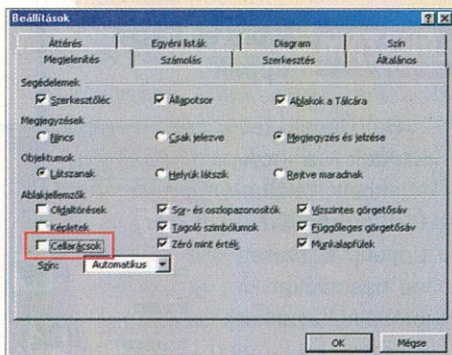 Beállítások
Áttérés Egyéni listák Diagram Szín
Megjelenítés Számolás Szerkesztés Általános
Segédelemek
Szerkesztőléc Állapotsor Ablakok a Tálcára
Megjegyzések
Nincs Csak jelezve Megjegyzés és jelzése
Objektumok
Látszanak Helyük látszik Rejtve maradnak
Ablakjellemzők
Oldaltörések Sor- és oszlopazonosítók Vízszintes görgetősáv
Képletek Tagoló szimbólumok Függőleges görgetősáv
Cellarácsok Zéró mint érték Munkalapfülek
Szín: Automatikus
OK Mégse